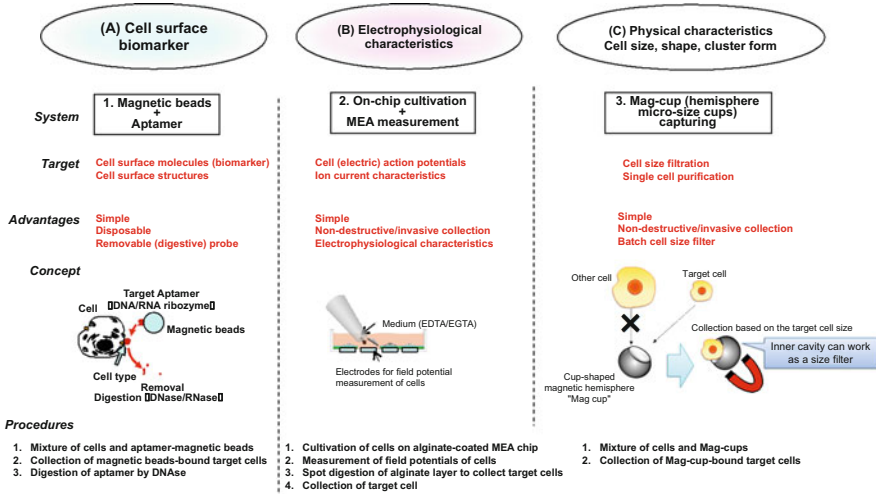 (A) Cell surface
biomarker
(B) Electrophysiological
characteristics
(C) Physical characteristics
Cell size, shape, cluster form
System
1. Magnetic beads
+
Aptamer
2. On-chip cultivation
+
MEA measurement
3. Mag-cup (hemisphere
micro-size cups)
capturing
Target
Cell surface molecules (biomarker)
Cell surface structures
Cell (electric) action potentials
Ion current characteristics
Cell size filtration
Single cell purification
Advantages
Simple
Disposable
Removable (digestive) probe
Simple
Non-destructive/invasive collection
Electrophysiological characteristics
Simple
Non-destructive/invasive collection
Batch cell size filter
Concept
Target Aptamer
▯DNA/RNA ribozyme▯
Cell
Magnetic beads
Cell type
Removal
Digestion ▯DNase/RNase▯
Medium (EDTA/EGTA)
Electrodes for field potential
measurement of cells
Other cell
Target cell
Collection based on the target cell size
Inner cavity can work
as a size filter
Cup-shaped
magnetic hemisphere
"Mag cup"
Procedures
1. Mixture of cells and aptamer-magnetic beads
2. Collection of magnetic beads-bound target cells
3. Digestion of aptamer by DNAse
1. Cultivation of cells on alginate-coated MEA chip
2. Measurement of field potentials of cells
3. Spot digestion of alginate layer to collect target cells
4. Collection of target cell
1. Mixture of cells and Mag-cups
2. Collection of Mag-cup-bound target cells